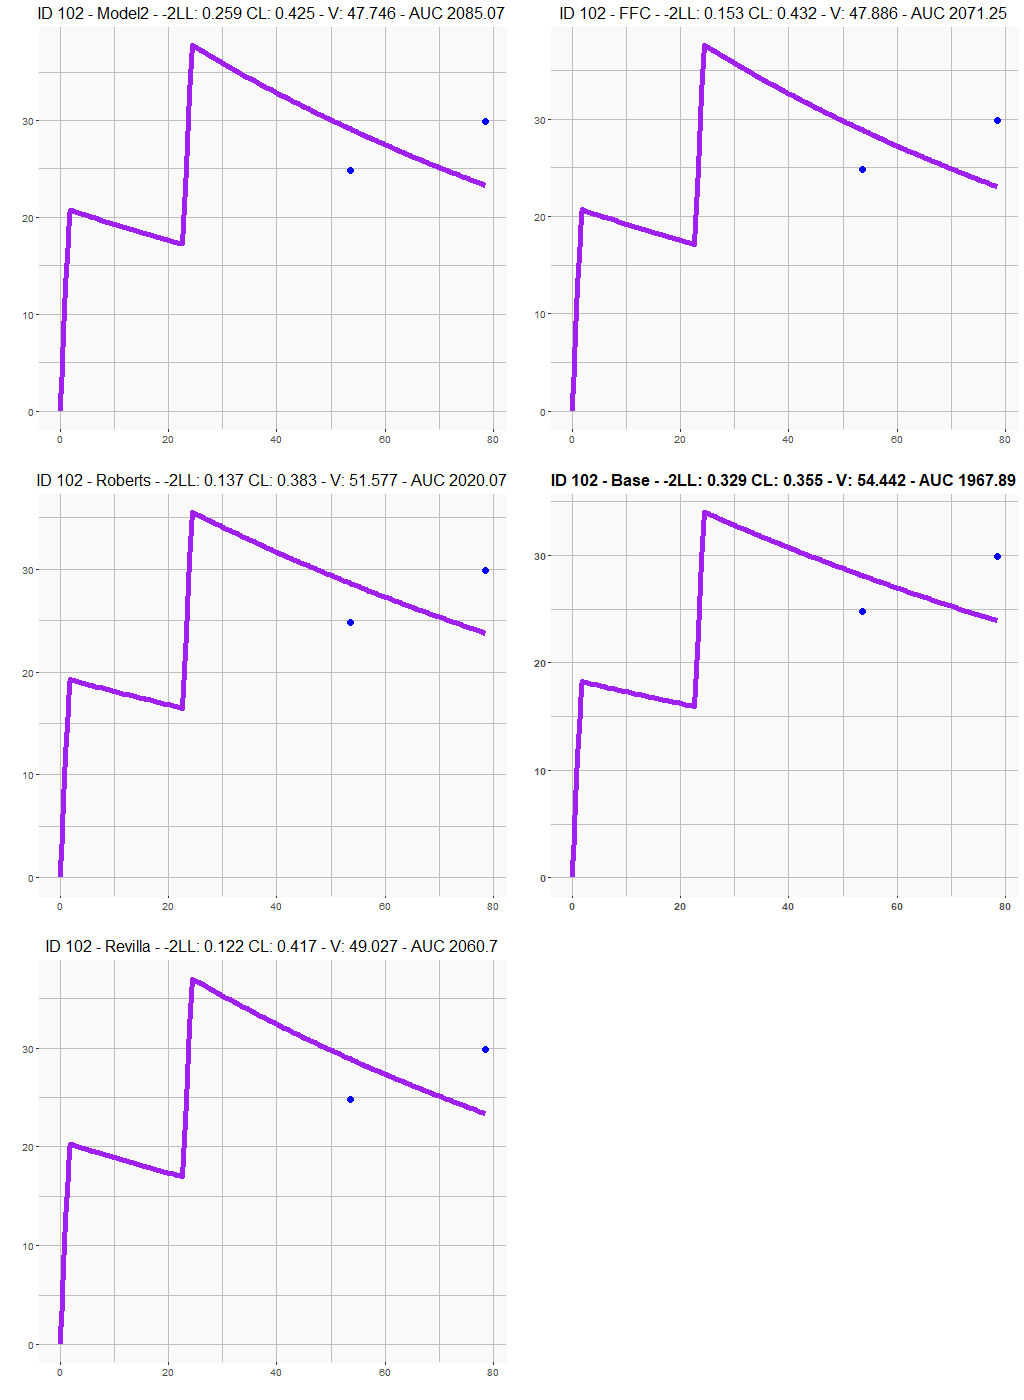 ID 102 - Model2 - -2LL: 0.259 CL: 0.425 - V: 47.746 - AUC 2085.07
30
20
10
0
0 20 40 60 80
ID 102 - FFC - -2LL: 0.153 CL: 0.432 - V: 47.886 - AUC 2071.25
30
20
10
0
0 20 40 60 80
ID 102 - Roberts - -2LL: 0.137 CL: 0.383 - V: 51.577 - AUC 2020.07
30
20
10
0
0 20 40 60 80
ID 102 - Base - -2LL: 0.329 CL: 0.355 - V: 54.442 - AUC 1967.89
30
20
10
0
0 20 40 60 80
ID 102 - Revilla - -2LL: 0.122 CL: 0.417 - V: 49.027 - AUC 2060.7
30
20
10
0
0 20 40 60 80